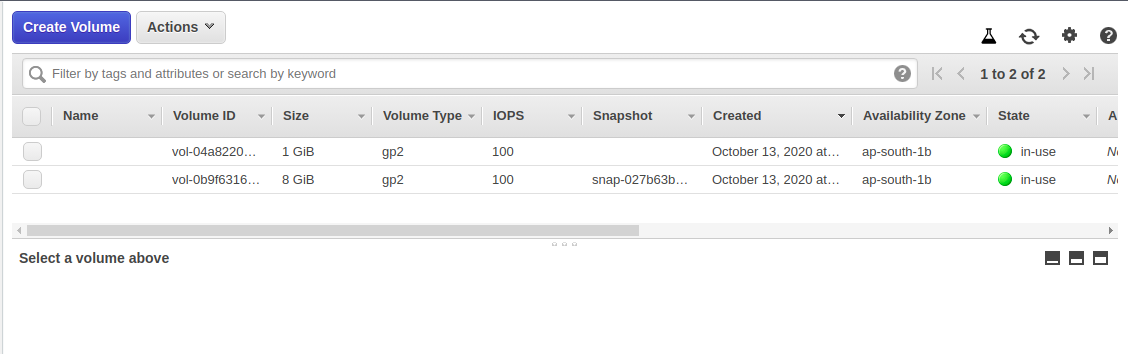 Create Volume Actions
Filter by tags and attributes or search by keyword 1 to 2 of 2
Name Volume ID Size Volume Type IOPS Snapshot Created Availability Zone State A
vol-04a8220... 1 GiB gp2 100 October 13, 2020 at... ap-south-1b in-use No
vol-0b9f6316... 8 GiB gp2 100 snap-027b63b... October 13, 2020 at... ap-south-1b in-use No
Select a volume above